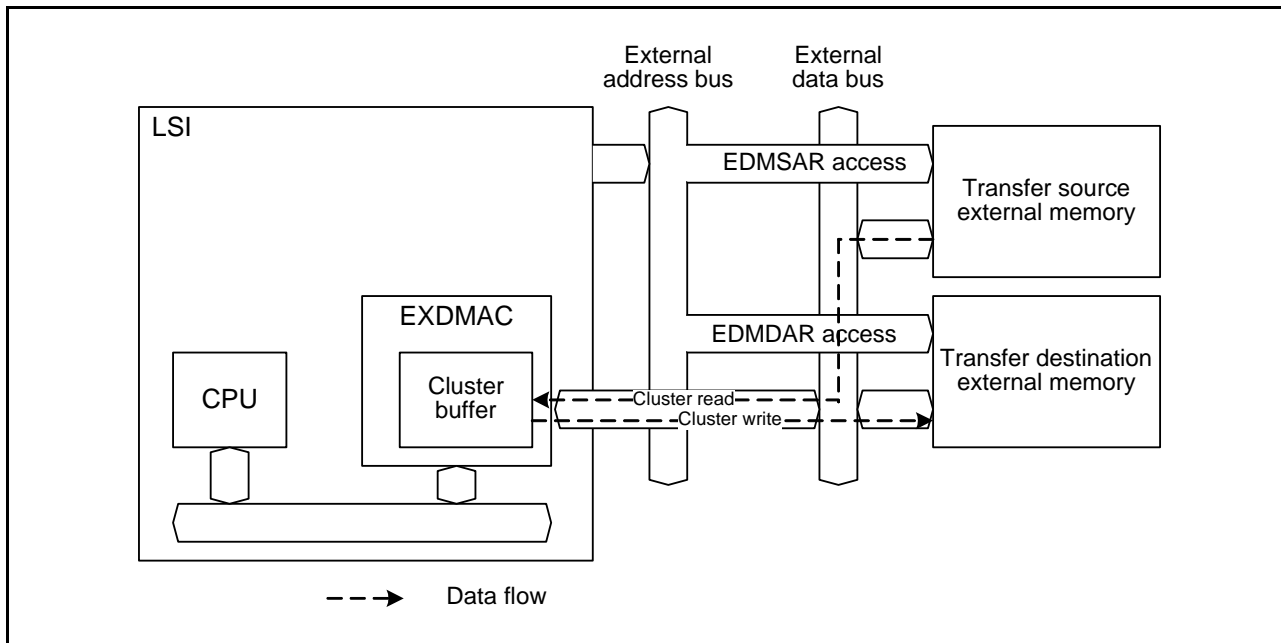 External
address bus
External
data bus
LSI
EDMSAR access
Transfer source
external memory
EXDMAC
EDMDAR access
Transfer destination
external memory
CPU
Cluster
buffer
Cluster read
Cluster write
Data flow